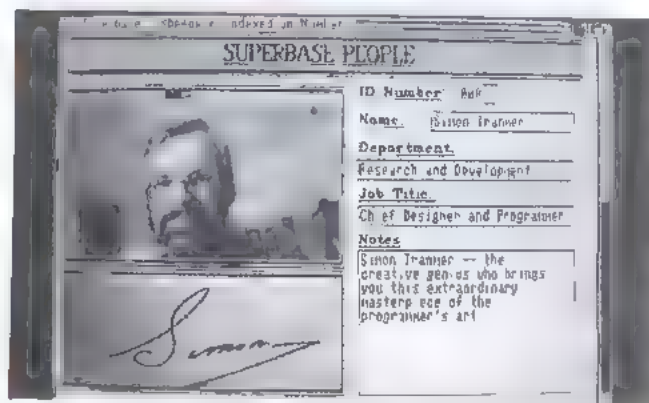 SUPERBASE PEOPLE
ID Number
Name Simon Tranmer
Department
Research and Development
Job Title
Chief Designer and Programmer
Notes
Simon Tranmer -- the
creative genius who brings
you this extraordinary
masterpiece of the
programmer's art
Simon